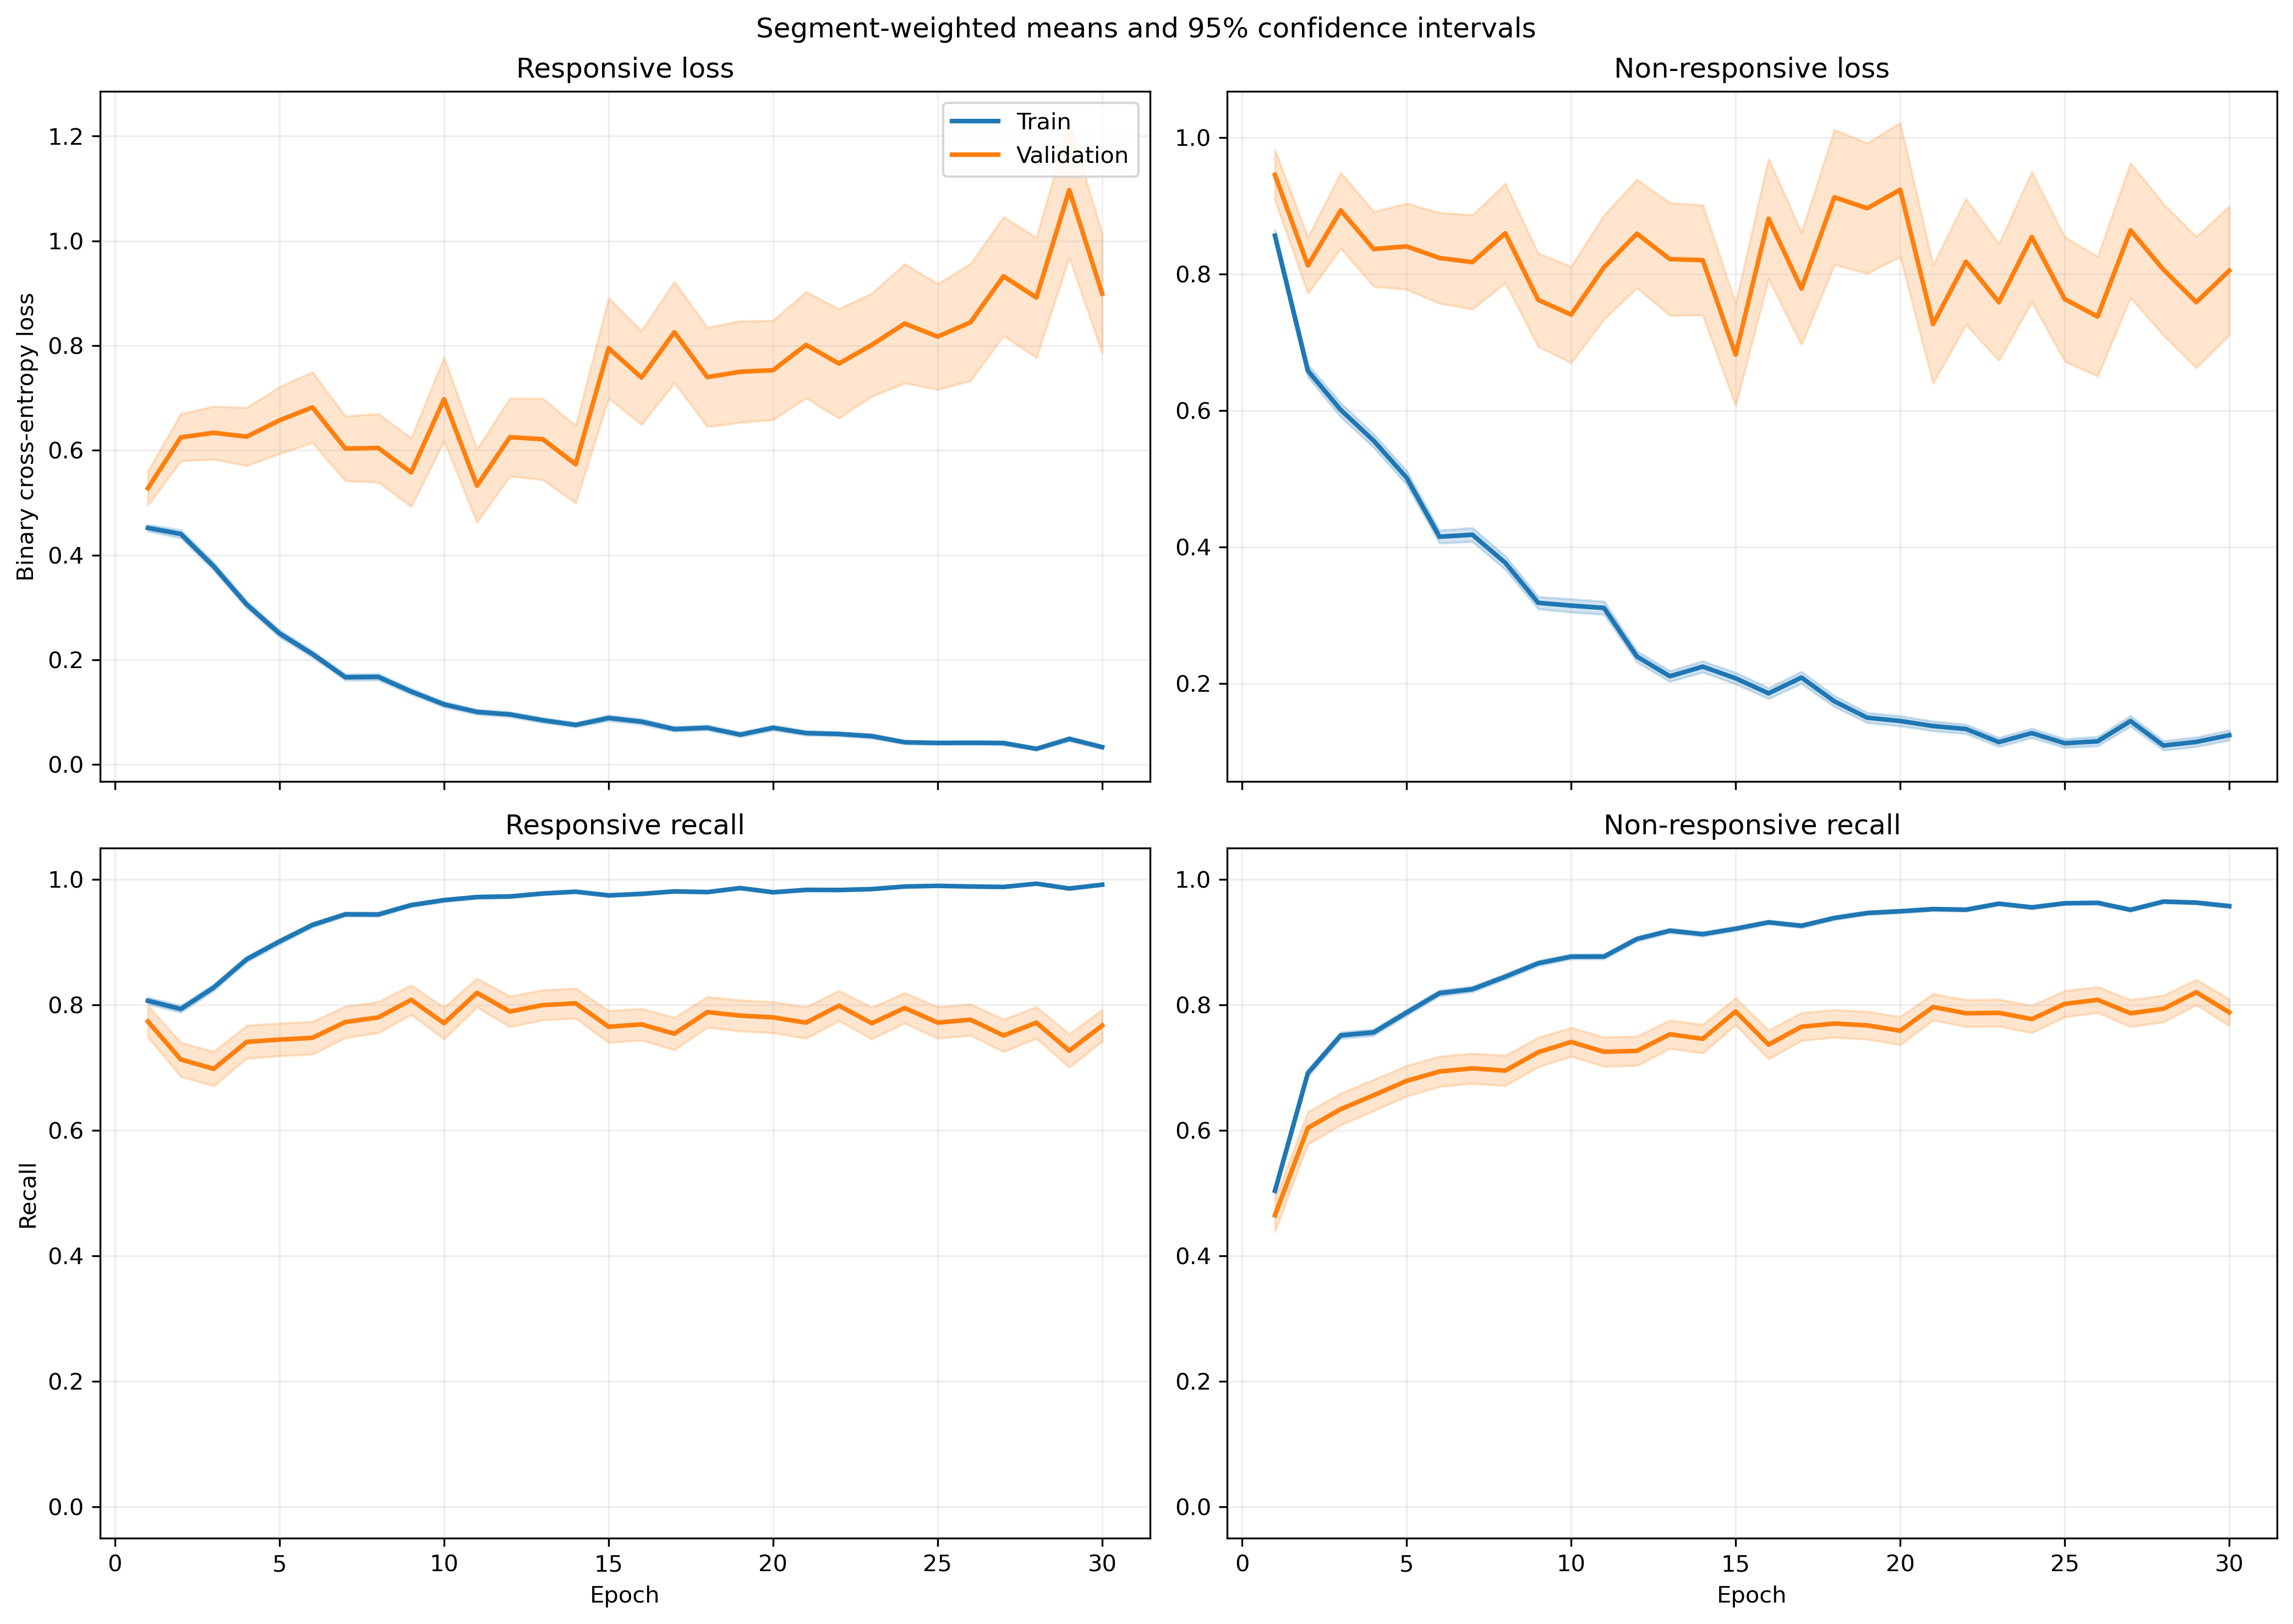 Segment-weighted means and 95% confidence intervals
Responsive loss
Non-responsive loss
Binary cross-entropy loss
1.2
1.0
0.8
0.6
0.4
0.2
0.0
Train
Validation
1.0
0.8
0.6
0.4
0.2
Responsive recall
Non-responsive recall
Recall
1.0
0.8
0.6
0.4
0.2
0.0
0 5 10 15 20 25 30
Epoch
1.0
0.8
0.6
0.4
0.2
0.0
0 5 10 15 20 25 30
Epoch